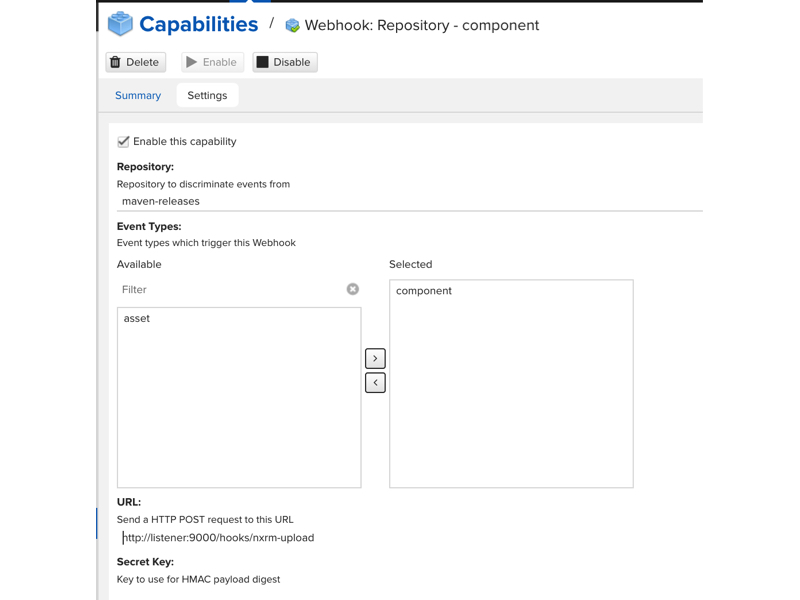 Capabilities / Webhook: Repository - component
Delete Enable Disable
Summary Settings
Enable this capability
Repository:
Repository to discriminate events from
maven-releases
Event Types:
Event types which trigger this Webhook
Available Selected
Filter
component
asset
>
<
URL:
Send a HTTP POST request to this URL
http://listener:9000/hooks/nxrm-upload
Secret Key:
Key to use for HMAC payload digest